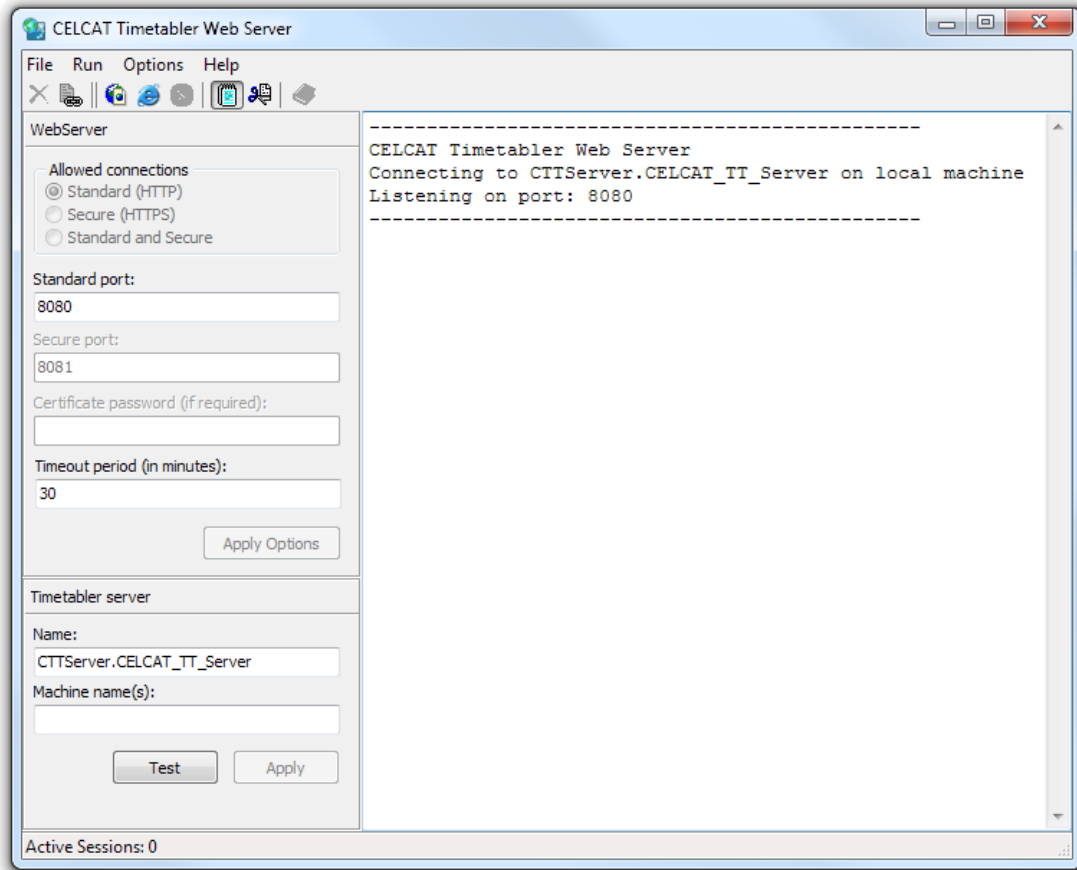 CELCAT Timetabler Web Server
File Run Options Help
WebServer
Allowed connections
Standard (HTTP)
Secure (HTTPS)
Standard and Secure
Standard port:
8080
Secure port:
8081
Certificate password (if required):
Timeout period (in minutes):
30
Apply Options
Timetabler server
Name:
CTTServer.CELCAT_TT_Server
Machine name(s):
Test Apply
------------------------------------------------
CELCAT Timetabler Web Server
Connecting to CTTServer.CELCAT_TT_Server on local machine
Listening on port: 8080
------------------------------------------------
Active Sessions: 0